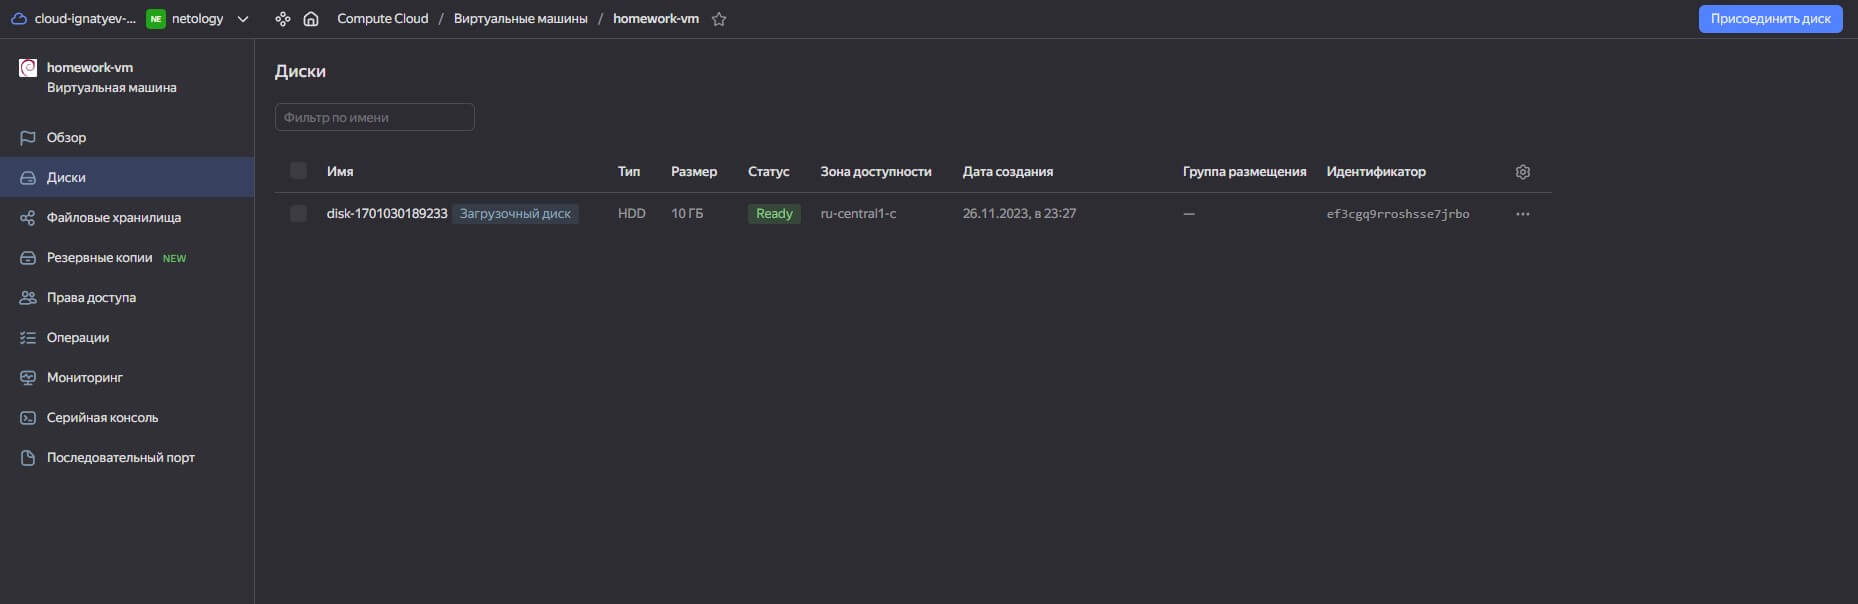 cloud-ignatyev-... NE netology Compute Cloud / Виртуальные машины / homework-vm Присоединить диск
homework-vm
Виртуальная машина
Обзор
Диски
Файловые хранилища
Резервные копии NEW
Права доступа
Операции
Мониторинг
Серийная консоль
Последовательный порт
Диски
Фильтр по имени
Имя Тип Размер Статус Зона доступности Дата создания Группа размещения Идентификатор
disk-1701030189233 Загрузочный диск HDD 10 ГБ Ready ru-central1-c 26.11.2023, в 23:27 — ef3cgq9rroshsse7jrbo